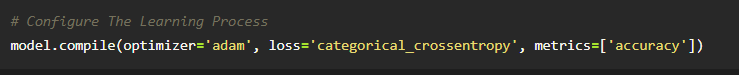 # Configure The Learning Process
model.compile(optimizer='adam', loss='categorical_crossentropy', metrics=['accuracy'])